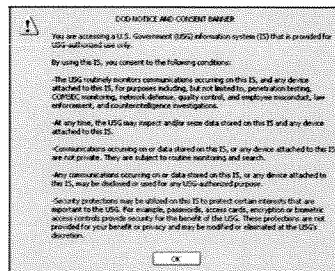 DOD NOTICE AND CONSENT BANNER
You are accessing a U.S. Government (USG) information system (IS) that is provided for
USG-authorized use only.
By using this IS, you consent to the following conditions:
-The USG routinely monitors communications occurring on this IS, and any device
attached to this IS, for purposes including, but not limited to, penetration testing,
COMSEC monitoring, network defense, quality control, and employee misconduct, law
enforcement, and counterintelligence investigations.
-At any time, the USG may inspect and/or seize data stored on this IS and any device
attached to this IS.
-Communications occurring on or data stored on this IS, or any device attached to this IS
are not private. They are subject to routine monitoring and search.
-Any communications occurring on or data stored on this IS, or any device attached to
this IS, may be disclosed or used for any USG-authorized purpose.
-Security protections may be utilized on this IS to protect certain interests that are
important to the USG. For example, passwords, access cards, encryption or biometric
access controls provide security for the benefit of the USG. These protections are not
provided for your benefit or privacy and may be modified or eliminated at the USG's
discretion.
OK